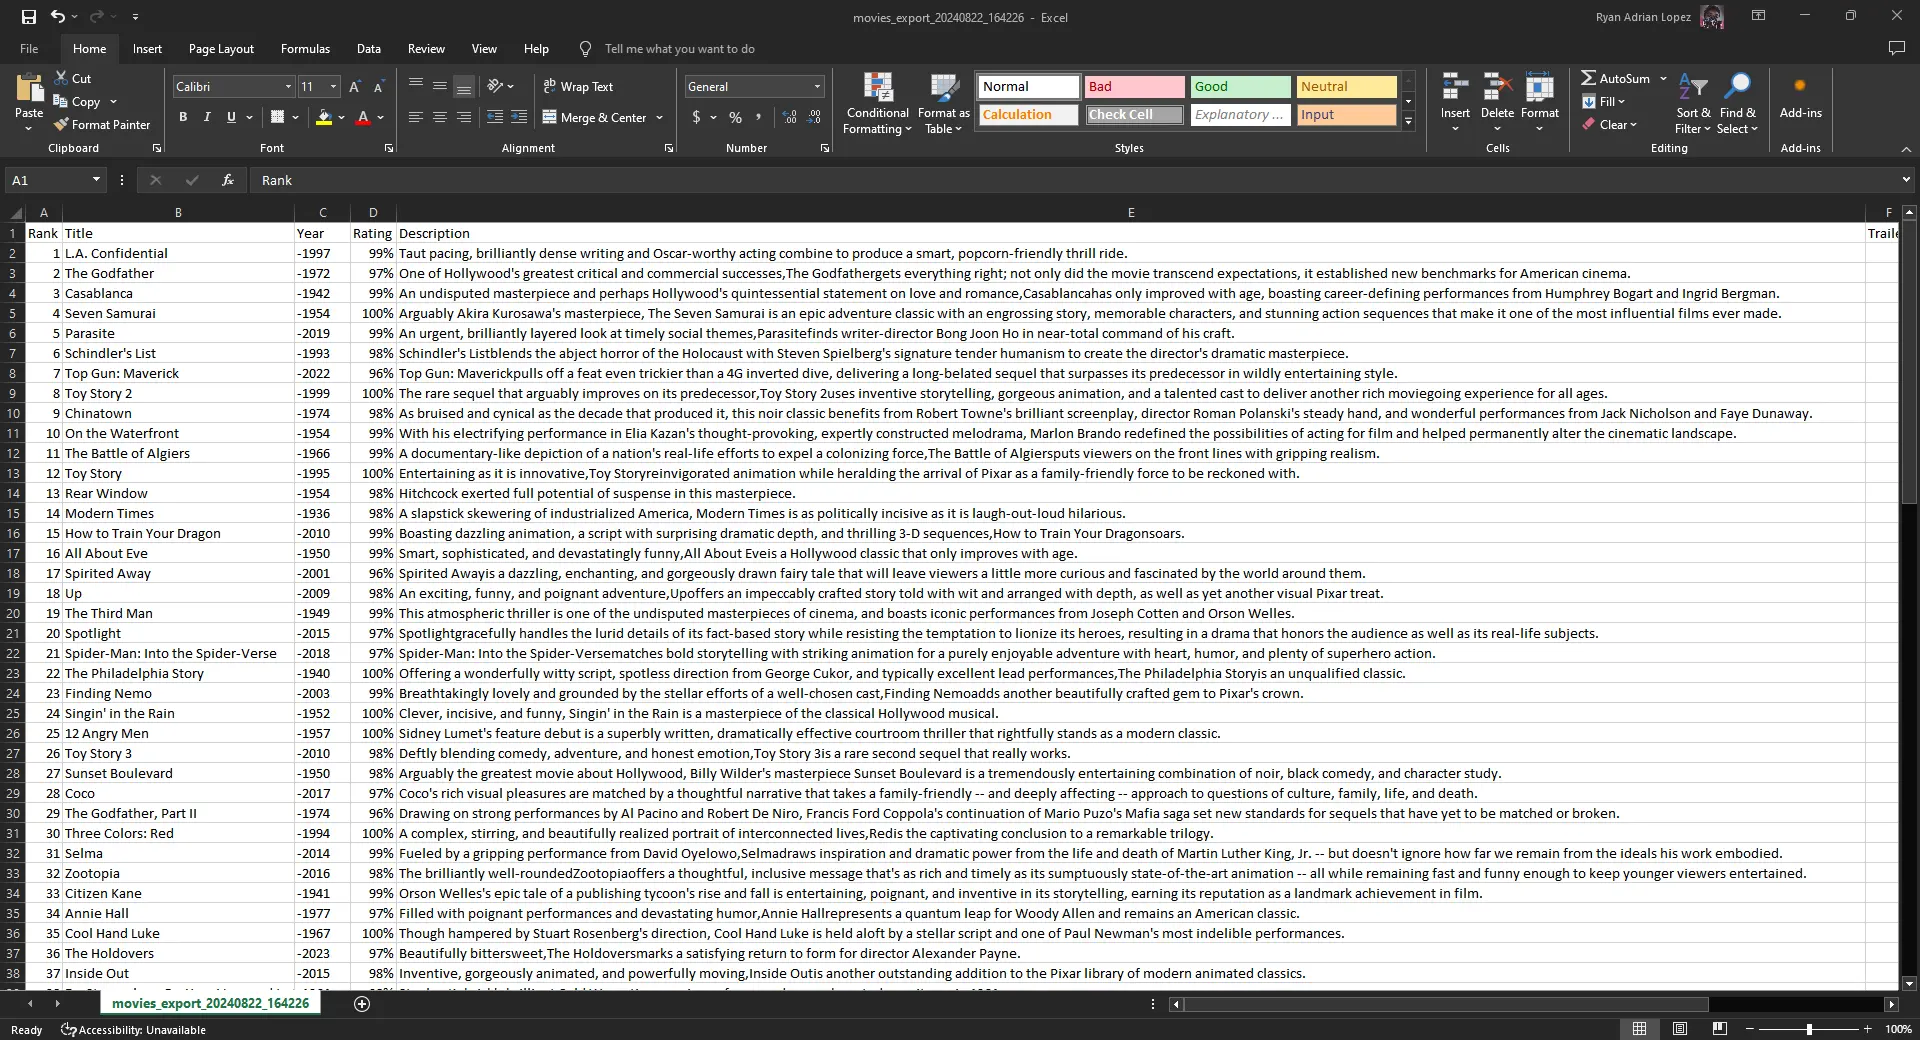 movies_export_20240822_164226 - Excel
Ryan Adrian Lopez
File Home Insert Page Layout Formulas Data Review View Help Tell me what you want to do
Paste Cut Copy Format Painter Clipboard
Calibri 11 A A B I U A Font
ab Wrap Text Merge & Center Alignment
General $ % , Number
Conditional Formatting Format as Table
Normal Bad Good Neutral
Calculation Check Cell Explanatory ... Input
Styles
Insert Delete Format Cells
AutoSum Fill Clear Sort & Filter Find & Select Editing
Add-ins Add-ins
A1 fx Rank
A B C D E F
1 Rank Title Year Rating Description Traile
2 1 L.A. Confidential -1997 99% Taut pacing, brilliantly dense writing and Oscar-worthy acting combine to produce a smart, popcorn-friendly thrill ride.
3 2 The Godfather -1972 97% One of Hollywood's greatest critical and commercial successes,The Godfathergets everything right; not only did the movie transcend expectations, it established new benchmarks for American cinema.
4 3 Casablanca -1942 99% An undisputed masterpiece and perhaps Hollywood's quintessential statement on love and romance,Casablancahas only improved with age, boasting career-defining performances from Humphrey Bogart and Ingrid Bergman.
5 4 Seven Samurai -1954 100% Arguably Akira Kurosawa's masterpiece, The Seven Samurai is an epic adventure classic with an engrossing story, memorable characters, and stunning action sequences that make it one of the most influential films ever made.
6 5 Parasite -2019 99% An urgent, brilliantly layered look at timely social themes,Parasitefinds writer-director Bong Joon Ho in near-total command of his craft.
7 6 Schindler's List -1993 98% Schindler's Listblends the abject horror of the Holocaust with Steven Spielberg's signature tender humanism to create the director's dramatic masterpiece.
8 7 Top Gun: Maverick -2022 96% Top Gun: Maverickpulls off a feat even trickier than a 4G inverted dive, delivering a long-belated sequel that surpasses its predecessor in wildly entertaining style.
9 8 Toy Story 2 -1999 100% The rare sequel that arguably improves on its predecessor,Toy Story 2uses inventive storytelling, gorgeous animation, and a talented cast to deliver another rich moviegoing experience for all ages.
10 9 Chinatown -1974 98% As bruised and cynical as the decade that produced it, this noir classic benefits from Robert Towne's brilliant screenplay, director Roman Polanski's steady hand, and wonderful performances from Jack Nicholson and Faye Dunaway.
11 10 On the Waterfront -1954 99% With his electrifying performance in Elia Kazan's thought-provoking, expertly constructed melodrama, Marlon Brando redefined the possibilities of acting for film and helped permanently alter the cinematic landscape.
12 11 The Battle of Algiers -1966 99% A documentary-like depiction of a nation's real-life efforts to expel a colonizing force,The Battle of Algiersputs viewers on the front lines with gripping realism.
13 12 Toy Story -1995 100% Entertaining as it is innovative,Toy Storyreinvigorated animation while heralding the arrival of Pixar as a family-friendly force to be reckoned with.
14 13 Rear Window -1954 98% Hitchcock exerted full potential of suspense in this masterpiece.
15 14 Modern Times -1936 98% A slapstick skewering of industrialized America, Modern Times is as politically incisive as it is laugh-out-loud hilarious.
16 15 How to Train Your Dragon -2010 99% Boasting dazzling animation, a script with surprising dramatic depth, and thrilling 3-D sequences,How to Train Your Dragonsoars.
17 16 All About Eve -1950 99% Smart, sophisticated, and devastatingly funny,All About Eveis a Hollywood classic that only improves with age.
18 17 Spirited Away -2001 96% Spirited Awayis a dazzling, enchanting, and gorgeously drawn fairy tale that will leave viewers a little more curious and fascinated by the world around them.
19 18 Up -2009 98% An exciting, funny, and poignant adventure,Upoffers an impeccably crafted story told with wit and arranged with depth, as well as yet another visual Pixar treat.
20 19 The Third Man -1949 99% This atmospheric thriller is one of the undisputed masterpieces of cinema, and boasts iconic performances from Joseph Cotten and Orson Welles.
21 20 Spotlight -2015 97% Spotlightgracefully handles the lurid details of its fact-based story while resisting the temptation to lionize its heroes, resulting in a drama that honors the audience as well as its real-life subjects.
22 21 Spider-Man: Into the Spider-Verse -2018 97% Spider-Man: Into the Spider-Versematches bold storytelling with striking animation for a purely enjoyable adventure with heart, humor, and plenty of superhero action.
23 22 The Philadelphia Story -1940 100% Offering a wonderfully witty script, spotless direction from George Cukor, and typically excellent lead performances,The Philadelphia Storyis an unqualified classic.
24 23 Finding Nemo -2003 99% Breathtakingly lovely and grounded by the stellar efforts of a well-chosen cast,Finding Nemoadds another beautifully crafted gem to Pixar's crown.
25 24 Singin' in the Rain -1952 100% Clever, incisive, and funny, Singin' in the Rain is a masterpiece of the classical Hollywood musical.
26 25 12 Angry Men -1957 100% Sidney Lumet's feature debut is a superbly written, dramatically effective courtroom thriller that rightfully stands as a modern classic.
27 26 Toy Story 3 -2010 98% Deftly blending comedy, adventure, and honest emotion,Toy Story 3is a rare second sequel that really works.
28 27 Sunset Boulevard -1950 98% Arguably the greatest movie about Hollywood, Billy Wilder's masterpiece Sunset Boulevard is a tremendously entertaining combination of noir, black comedy, and character study.
29 28 Coco -2017 97% Coco's rich visual pleasures are matched by a thoughtful narrative that takes a family-friendly -- and deeply affecting -- approach to questions of culture, family, life, and death.
30 29 The Godfather, Part II -1974 96% Drawing on strong performances by Al Pacino and Robert De Niro, Francis Ford Coppola's continuation of Mario Puzo's Mafia saga set new standards for sequels that have yet to be matched or broken.
31 30 Three Colors: Red -1994 100% A complex, stirring, and beautifully realized portrait of interconnected lives,Redis the captivating conclusion to a remarkable trilogy.
32 31 Selma -2014 99% Fueled by a gripping performance from David Oyelowo,Selmadraws inspiration and dramatic power from the life and death of Martin Luther King, Jr. -- but doesn't ignore how far we remain from the ideals his work embodied.
33 32 Zootopia -2016 98% The brilliantly well-roundedZootopiaoffers a thoughtful, inclusive message that's as rich and timely as its sumptuously state-of-the-art animation -- all while remaining fast and funny enough to keep younger viewers entertained.
34 33 Citizen Kane -1941 99% Orson Welles's epic tale of a publishing tycoon's rise and fall is entertaining, poignant, and inventive in its storytelling, earning its reputation as a landmark achievement in film.
35 34 Annie Hall -1977 97% Filled with poignant performances and devastating humor,Annie Hallrepresents a quantum leap for Woody Allen and remains an American classic.
36 35 Cool Hand Luke -1967 100% Though hampered by Stuart Rosenberg's direction, Cool Hand Luke is held aloft by a stellar script and one of Paul Newman's most indelible performances.
37 36 The Holdovers -2023 97% Beautifully bittersweet,The Holdoversmarks a satisfying return to form for director Alexander Payne.
38 37 Inside Out -2015 98% Inventive, gorgeously animated, and powerfully moving,Inside Outis another outstanding addition to the Pixar library of modern animated classics.
movies_export_20240822_164226
Ready Accessibility: Unavailable 100%